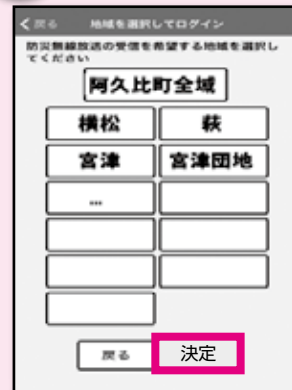 戻る 地域を選択してログイン
防災無線放送の受信を希望する地域を選択し
てください
阿久比町全域
横松 萩
宮津 宮津団地
...
戻る 決定